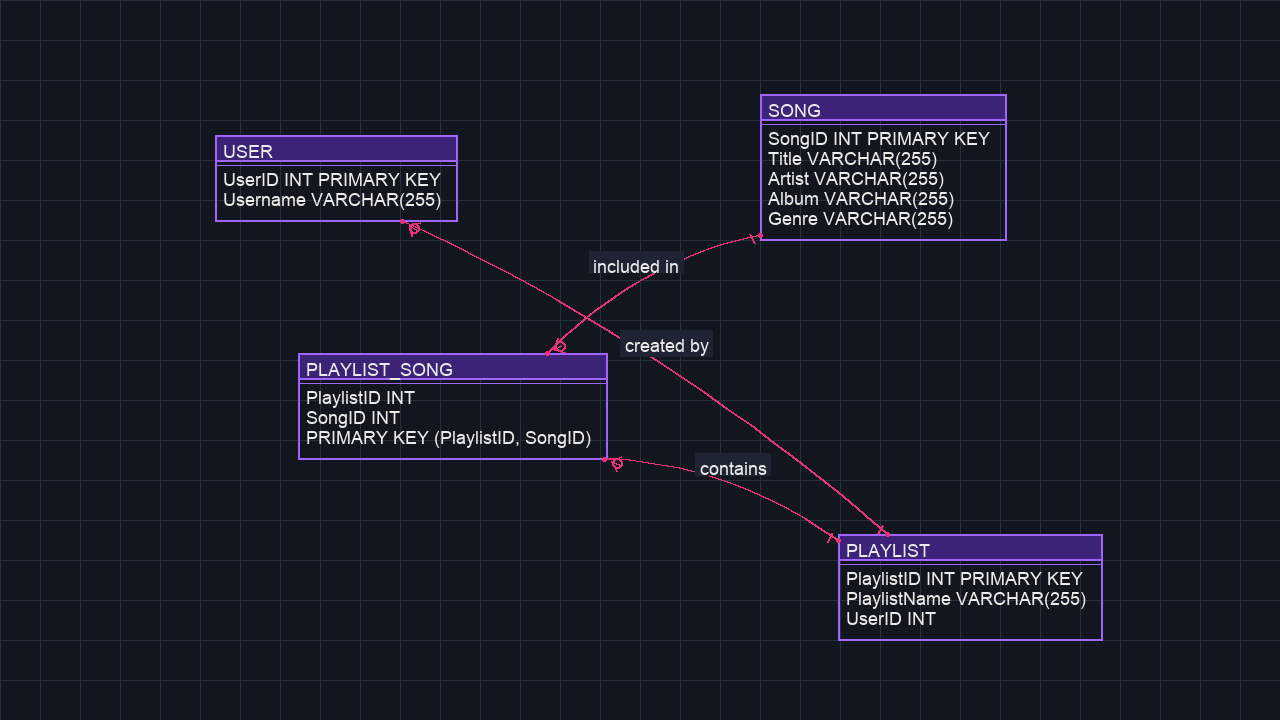 SONG
SongID INT PRIMARY KEY
Title VARCHAR(255)
Artist VARCHAR(255)
Album VARCHAR(255)
Genre VARCHAR(255)
USER
UserID INT PRIMARY KEY
Username VARCHAR(255)
included in
created by
PLAYLIST_SONG
PlaylistID INT
SongID INT
PRIMARY KEY (PlaylistID, SongID)
contains
PLAYLIST
PlaylistID INT PRIMARY KEY
PlaylistName VARCHAR(255)
UserID INT